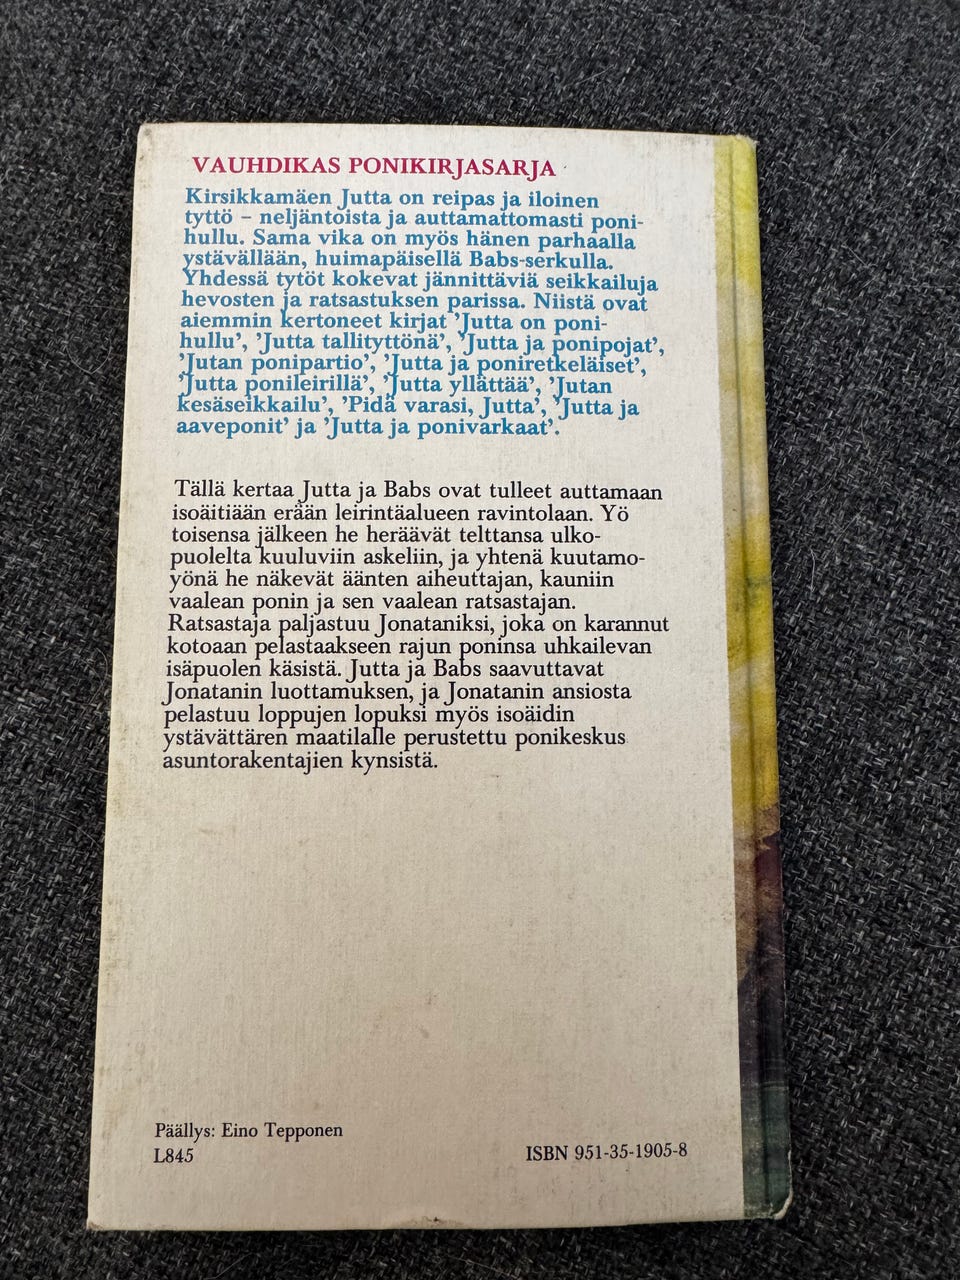 VAUHDIKAS PONIKIRJASARJA
Kirsikkamäen Jutta on reipas ja iloinen
tyttö – neljäntoista ja auttamattomasti poni-
hullu. Sama vika on myös hänen parhaalla
ystävällään, huimapäisellä Babs-serkulla.
Yhdessä tytöt kokevat jännittäviä seikkailuja
hevosten ja ratsastuksen parissa. Niistä ovat
aiemmin kertoneet kirjat ’Jutta on poni-
hullu’, ’Jutta tallityttönä’, ’Jutta ja ponipojat’,
’Jutan ponipartio’, ’Jutta ja poniretkeläiset’,
’Jutta ponileirillä’, ’Jutta yllättää’, ’Jutan
kesäseikkailu’, ’Pidä varasi, Jutta’, ’Jutta ja
aaveponit’ ja ’Jutta ja ponivarkaat’.
Tällä kertaa Jutta ja Babs ovat tulleet auttamaan
isoäitiään erään leirintäalueen ravintolaan. Yö
toisensa jälkeen he heräävät telttansa ulko-
puolelta kuuluviin askeliin, ja yhtenä kuutamo-
yönä he näkevät äänten aiheuttajan, kauniin
vaalean ponin ja sen vaalean ratsastajan.
Ratsastaja paljastuu Jonataniksi, joka on karannut
kotoaan pelastaakseen rajun poninsa uhkailevan
isäpuolen käsistä. Jutta ja Babs saavuttavat
Jonatanin luottamuksen, ja Jonatanin ansiosta
pelastuu loppujen lopuksi myös isoäidin
ystävättären maatilalle perustettu ponikeskus
asuntorakentajien kynsistä.
Päällys: Eino Tepponen
L845
ISBN 951-35-1905-8